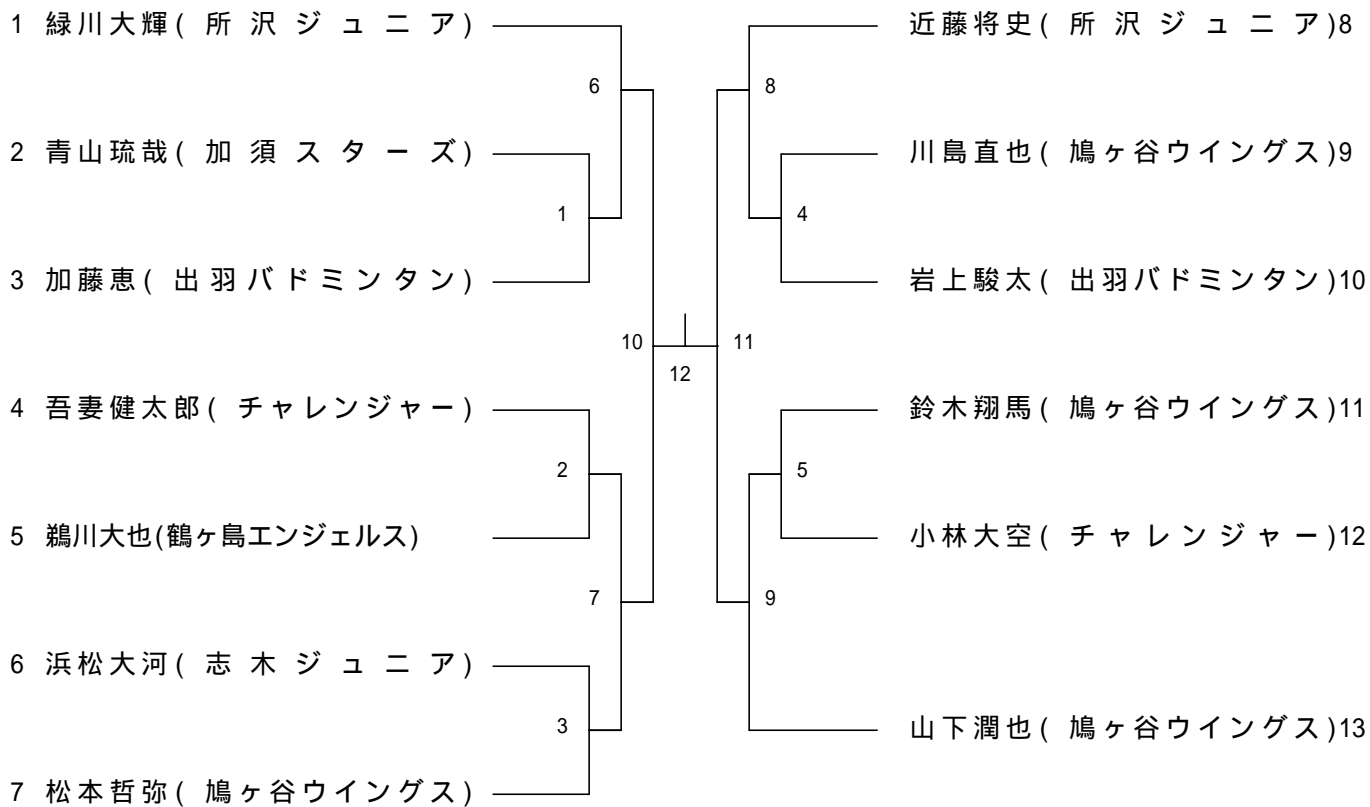 1 緑川大輝( 所沢ジュニア)
近藤将史( 所沢ジュニア)8
6
8
2 青山琉哉( 加須スターズ)
川島直也( 鳩ヶ谷ウイングス)9
1
4
3 加藤恵( 出羽バドミンタン)
岩上駿太( 出羽バドミンタン)10
10
11
12
4 吾妻健太郎( チャレンジャー)
鈴木翔馬( 鳩ヶ谷ウイングス)11
2
5
5 鵜川大也(鶴ヶ島エンジェルス)
小林大空( チャレンジャー)12
7
9
6 浜松大河( 志木ジュニア)
3
山下潤也( 鳩ヶ谷ウイングス)13
7 松本哲弥( 鳩ヶ谷ウイングス)